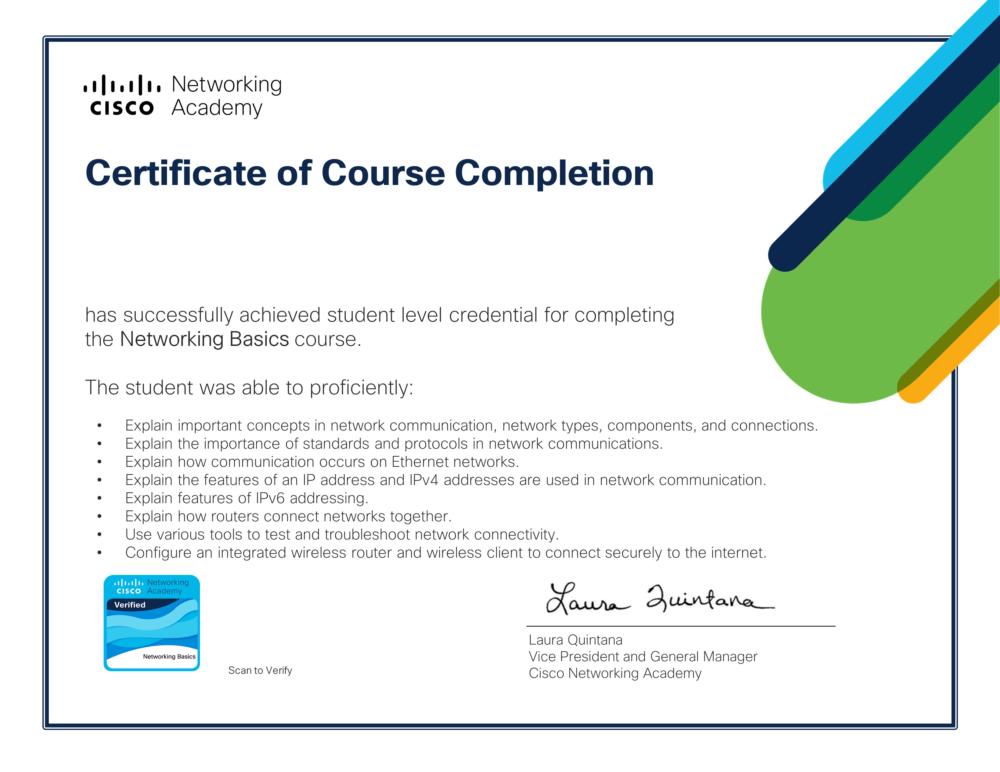 Networking
Academy
CISCO
Certificate of Course Completion
has successfully achieved student level credential for completing
the Networking Basics course.
The student was able to proficiently:
• Explain important concepts in network communication, network types, components, and connections.
• Explain the importance of standards and protocols in network communications.
• Explain how communication occurs on Ethernet networks.
• Explain the features of an IP address and IPv4 addresses are used in network communication.
• Explain features of IPv6 addressing.
• Explain how routers connect networks together.
• Use various tools to test and troubleshoot network connectivity.
• Configure an integrated wireless router and wireless client to connect securely to the internet.
Networking
Academy
CISCO
Verified
Networking Basics
Scan to Verify
Laura Quintana
Laura Quintana
Vice President and General Manager
Cisco Networking Academy